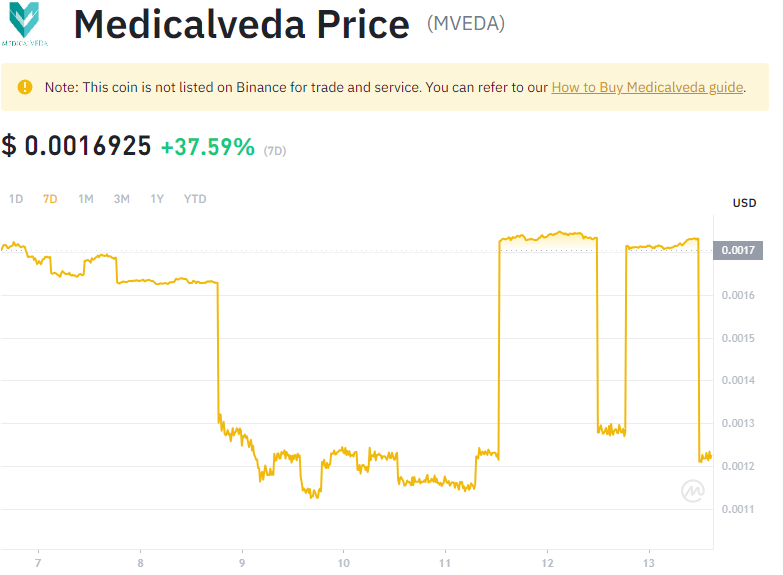 MEDICALVEDA
Medicalveda Price (MVEDA)
Note: This coin is not listed on Binance for trade and service. You can refer to our How to Buy Medicalveda guide.
$ 0.0016925 +37.59% (7D)
1D 7D 1M 3M 1Y YTD
USD
0.0017
0.0016
0.0015
0.0014
0.0013
0.0012
0.0011
7 8 9 10 11 12 13